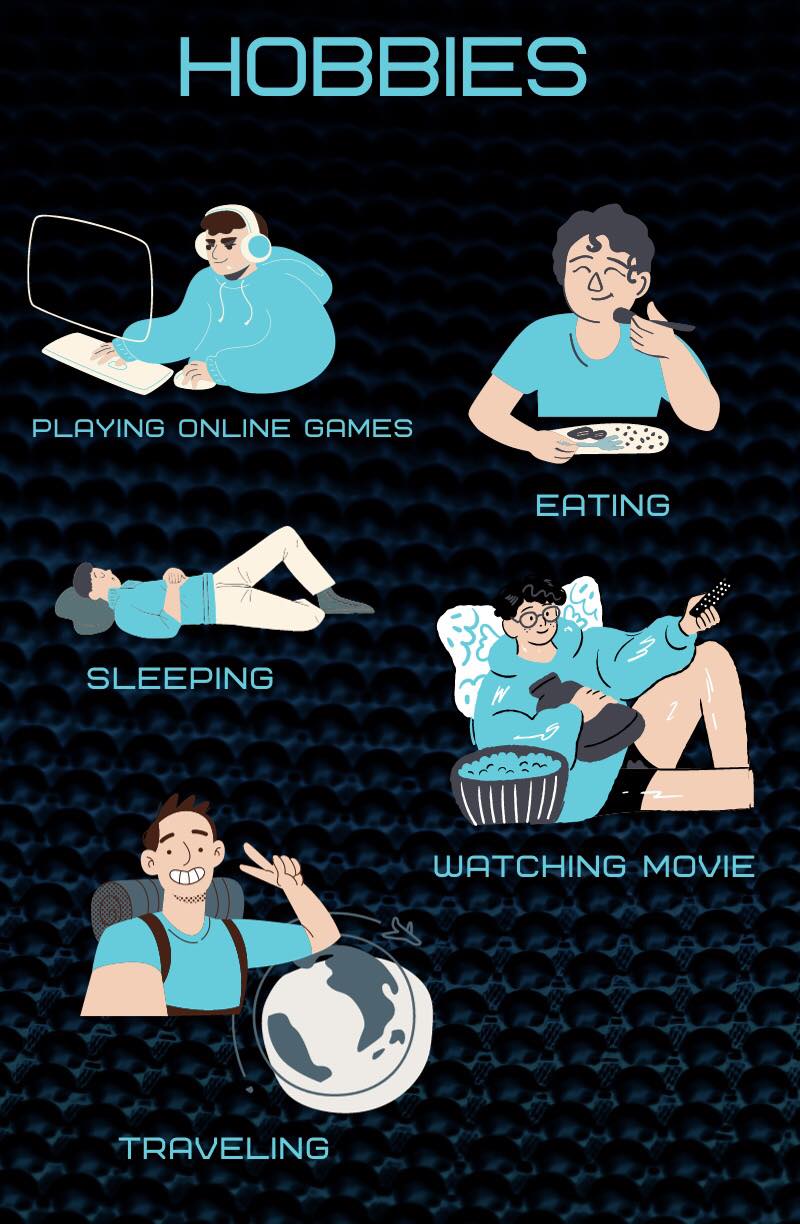 HOBBIES
PLAYING ONLINE GAMES
EATING
SLEEPING
WATCHING MOVIE
TRAVELING